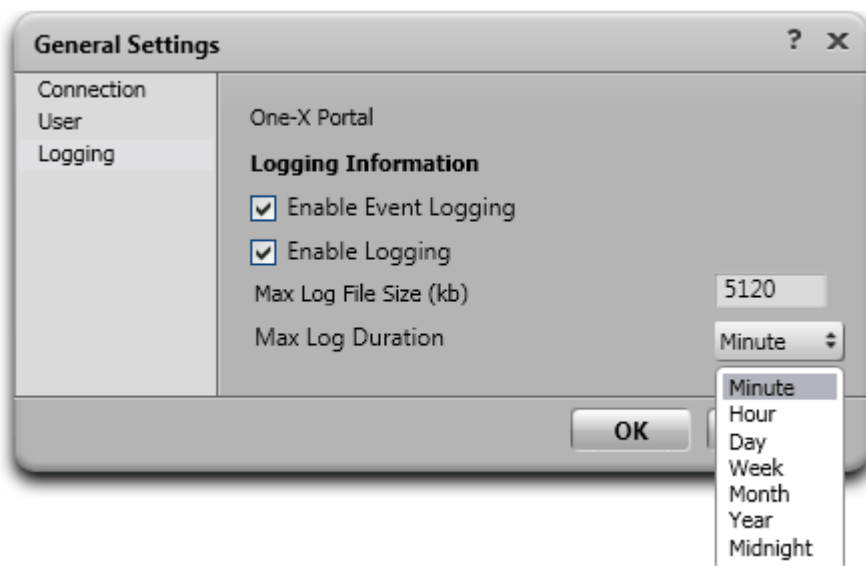 General Settings ? x
Connection
User
Logging
One-X Portal
Logging Information
Enable Event Logging
Enable Logging
Max Log File Size (kb) 5120
Max Log Duration Minute
Minute
Hour
Day
Week
Month
Year
Midnight
OK